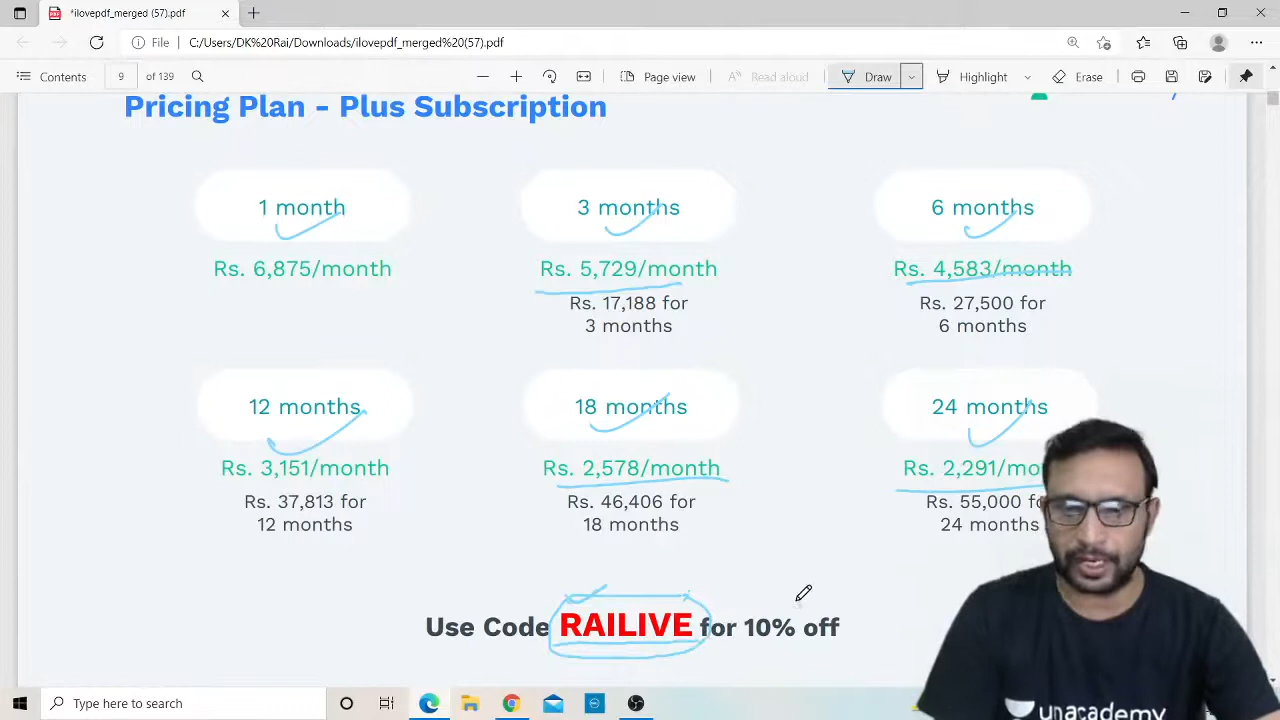 *ilovepdf_merged (57).pdf
File C:/Users/DK%20Rai/Downloads/ilovepdf_merged%20(57).pdf
Contents 9 of 139 Page view Read aloud Draw Highlight Erase
Pricing Plan - Plus Subscription
1 month 3 months 6 months
Rs. 6,875/month Rs. 5,729/month Rs. 4,583/month
Rs. 17,188 for Rs. 27,500 for
3 months 6 months
12 months 18 months 24 months
Rs. 3,151/month Rs. 2,578/month Rs. 2,291/mo
Rs. 37,813 for Rs. 46,406 for Rs. 55,000
12 months 18 months 24 months
Use Code RAILIVE for 10% off
unacademy
Type here to search